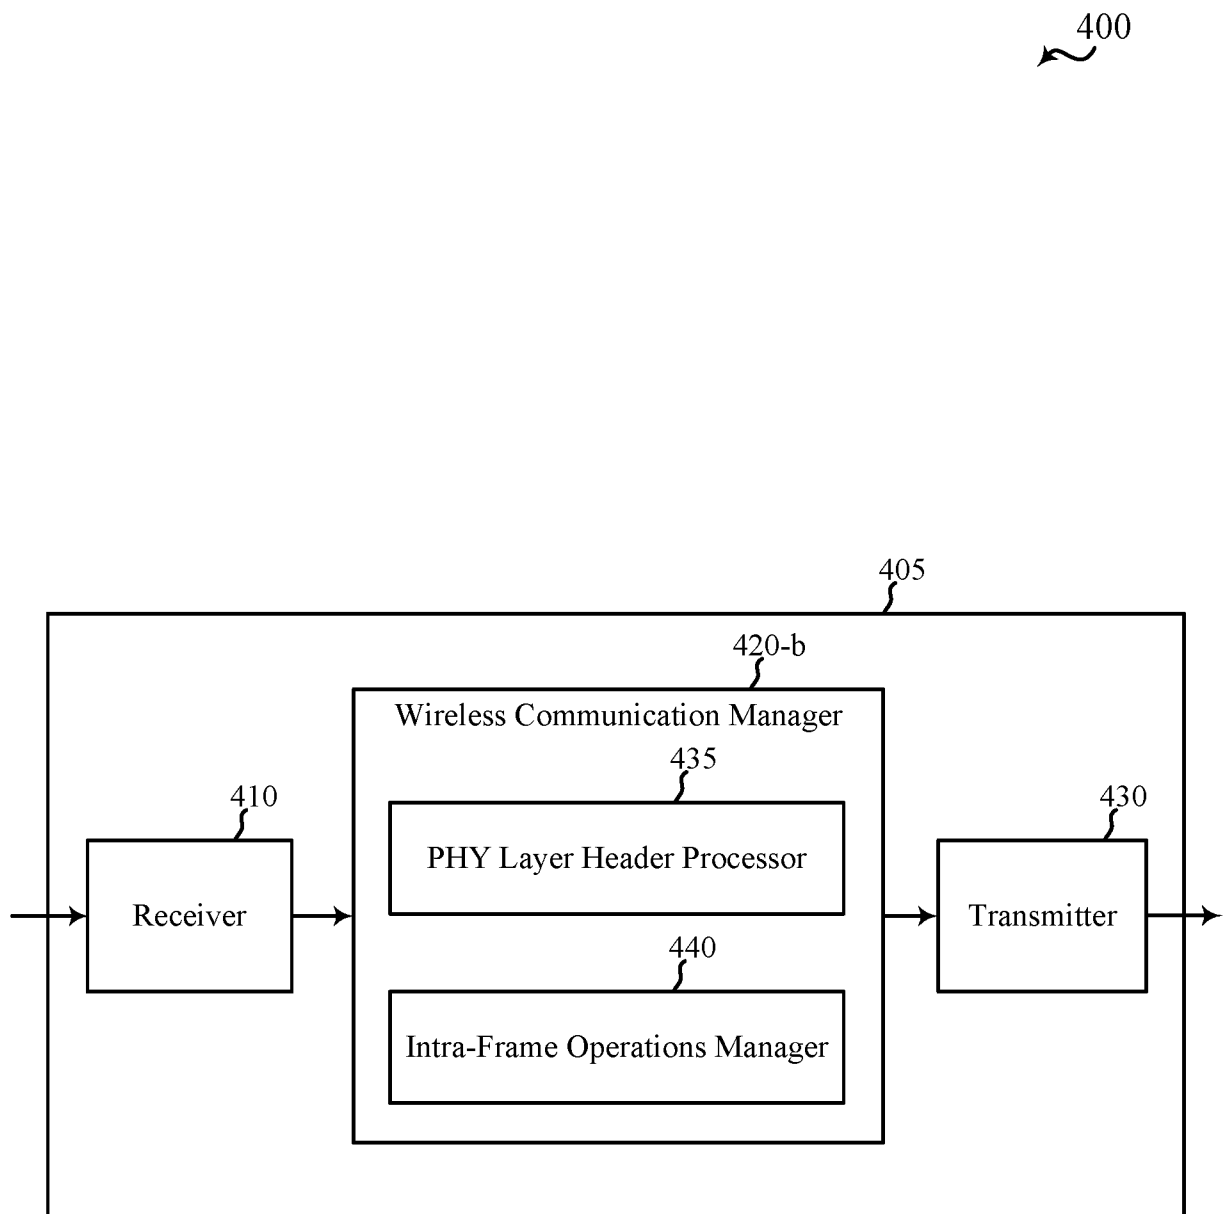 400
405
420-b
Wireless Communication Manager
435
410
430
PHY Layer Header Processor
Receiver
Transmitter
440
Intra-Frame Operations Manager